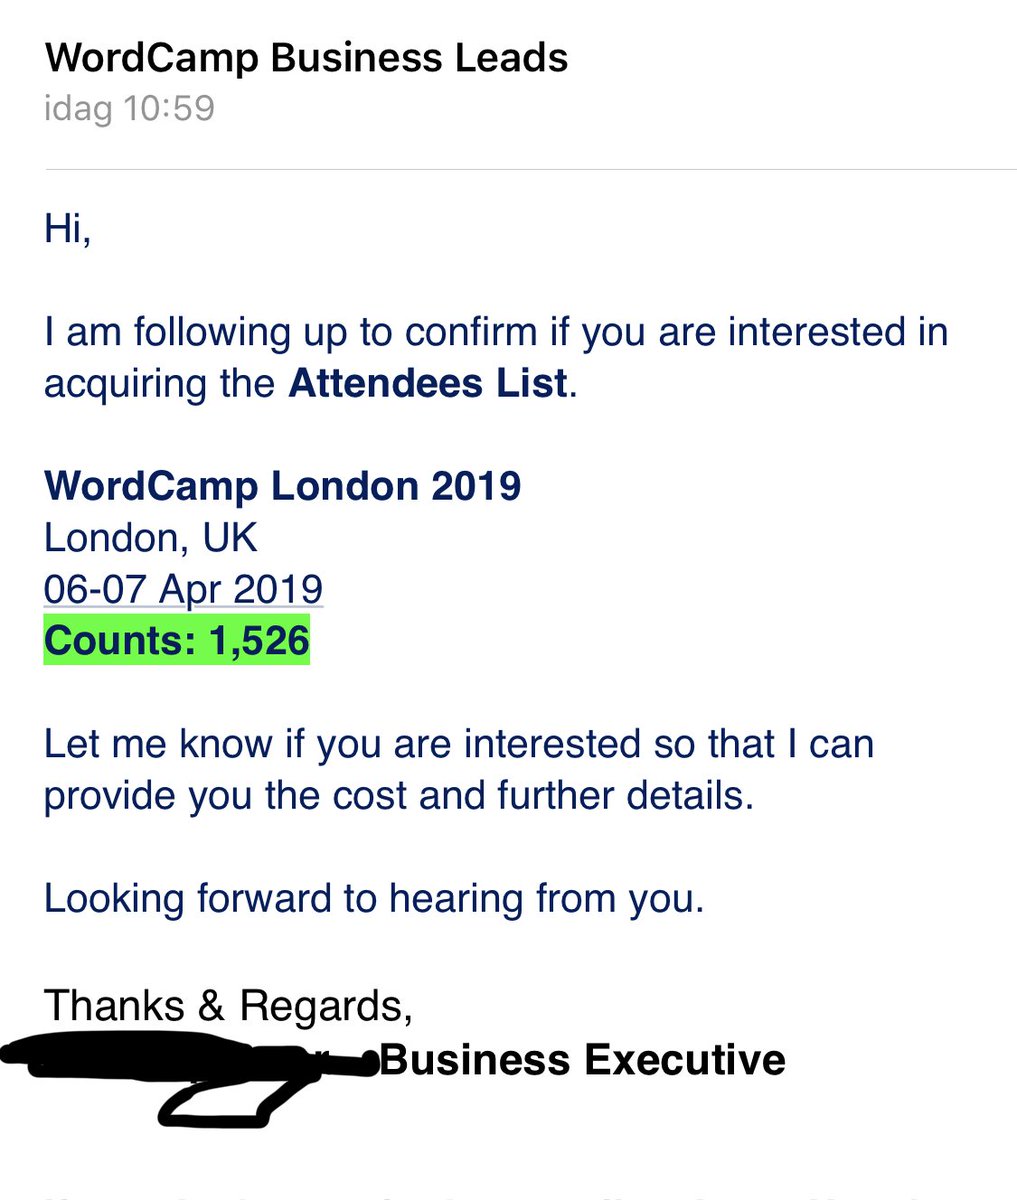 WordCamp Business Leads
idag 10:59
Hi,
I am following up to confirm if you are interested in
acquiring the Attendees List.
WordCamp London 2019
London, UK
06-07 Apr 2019
Counts: 1,526
Let me know if you are interested so that I can
provide you the cost and further details.
Looking forward to hearing from you.
Thanks & Regards,
Business Executive